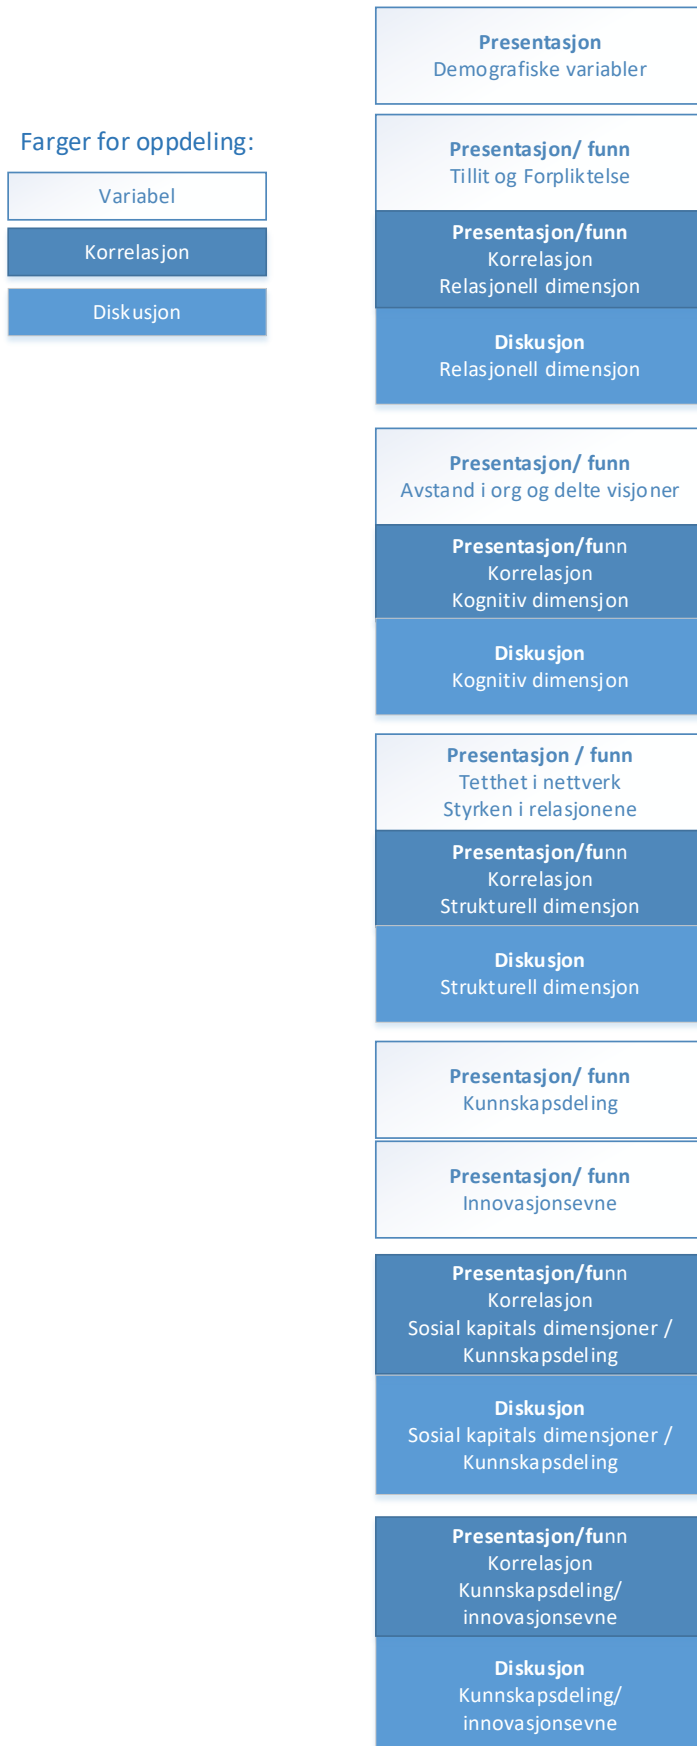 Farger for oppdeling:
Variabel
Korrelasjon
Diskusjon
Presentasjon
Demografiske variabler
Presentasjon/ funn
Tillit og Forpliktelse
Presentasjon/funn
Korrelasjon
Relasjonell dimensjon
Diskusjon
Relasjonell dimensjon
Presentasjon/ funn
Avstand i org og delte visjoner
Presentasjon/funn
Korrelasjon
Kognitiv dimensjon
Diskusjon
Kognitiv dimensjon
Presentasjon / funn
Tetthet i nettverk
Styrken i relasjonene
Presentasjon/funn
Korrelasjon
Strukturell dimensjon
Diskusjon
Strukturell dimensjon
Presentasjon/ funn
Kunnskapsdeling
Presentasjon/ funn
Innovasjonsevne
Presentasjon/funn
Korrelasjon
Sosial kapitals dimensjoner /
Kunnskapsdeling
Diskusjon
Sosial kapitals dimensjoner /
Kunnskapsdeling
Presentasjon/funn
Korrelasjon
Kunnskapdeling/
innovasjonsevne
Diskusjon
Kunnskapdeling/
innovasjonsevne